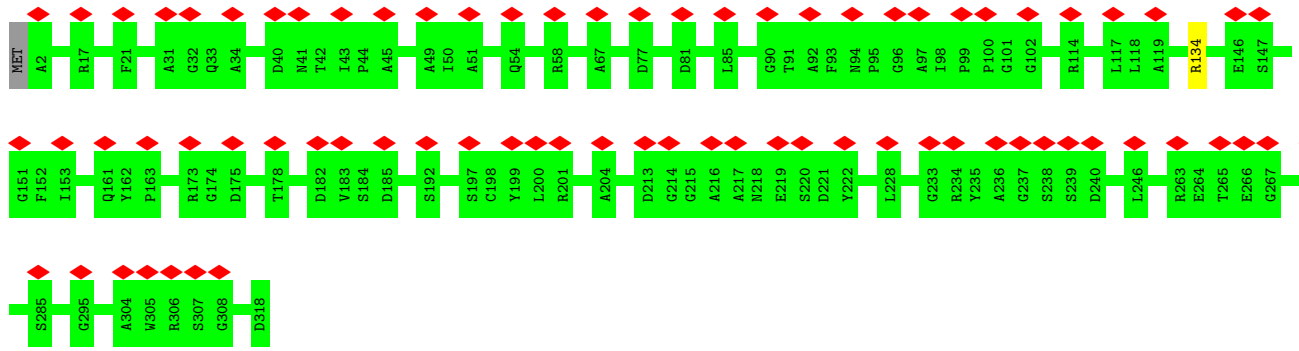 MET A2 R17 F21 A31 G32 Q33 A34 D40 N41 T42 I43 P44 A45 A49 I50 A51 Q54 R58 A67 D77 D81 L85 G90 T91 A92 F93 N94 P95 G96 A97 I98 P99 P100 G101 G102 R114 L117 L118 A119 R134 E146 S147
G151 F152 I153 Q161 Y162 P163 R173 G174 D175 T178 D182 V183 S184 D185 S192 S197 C198 Y199 L200 R201 A204 D213 G214 G215 A216 A217 N218 E219 S220 D221 Y222 L228 G233 R234 Y235 A236 G237 S238 S239 D240 L246 R263 E264 T265 E266 G267
S285 G295 A304 W305 R306 S307 G308 D318